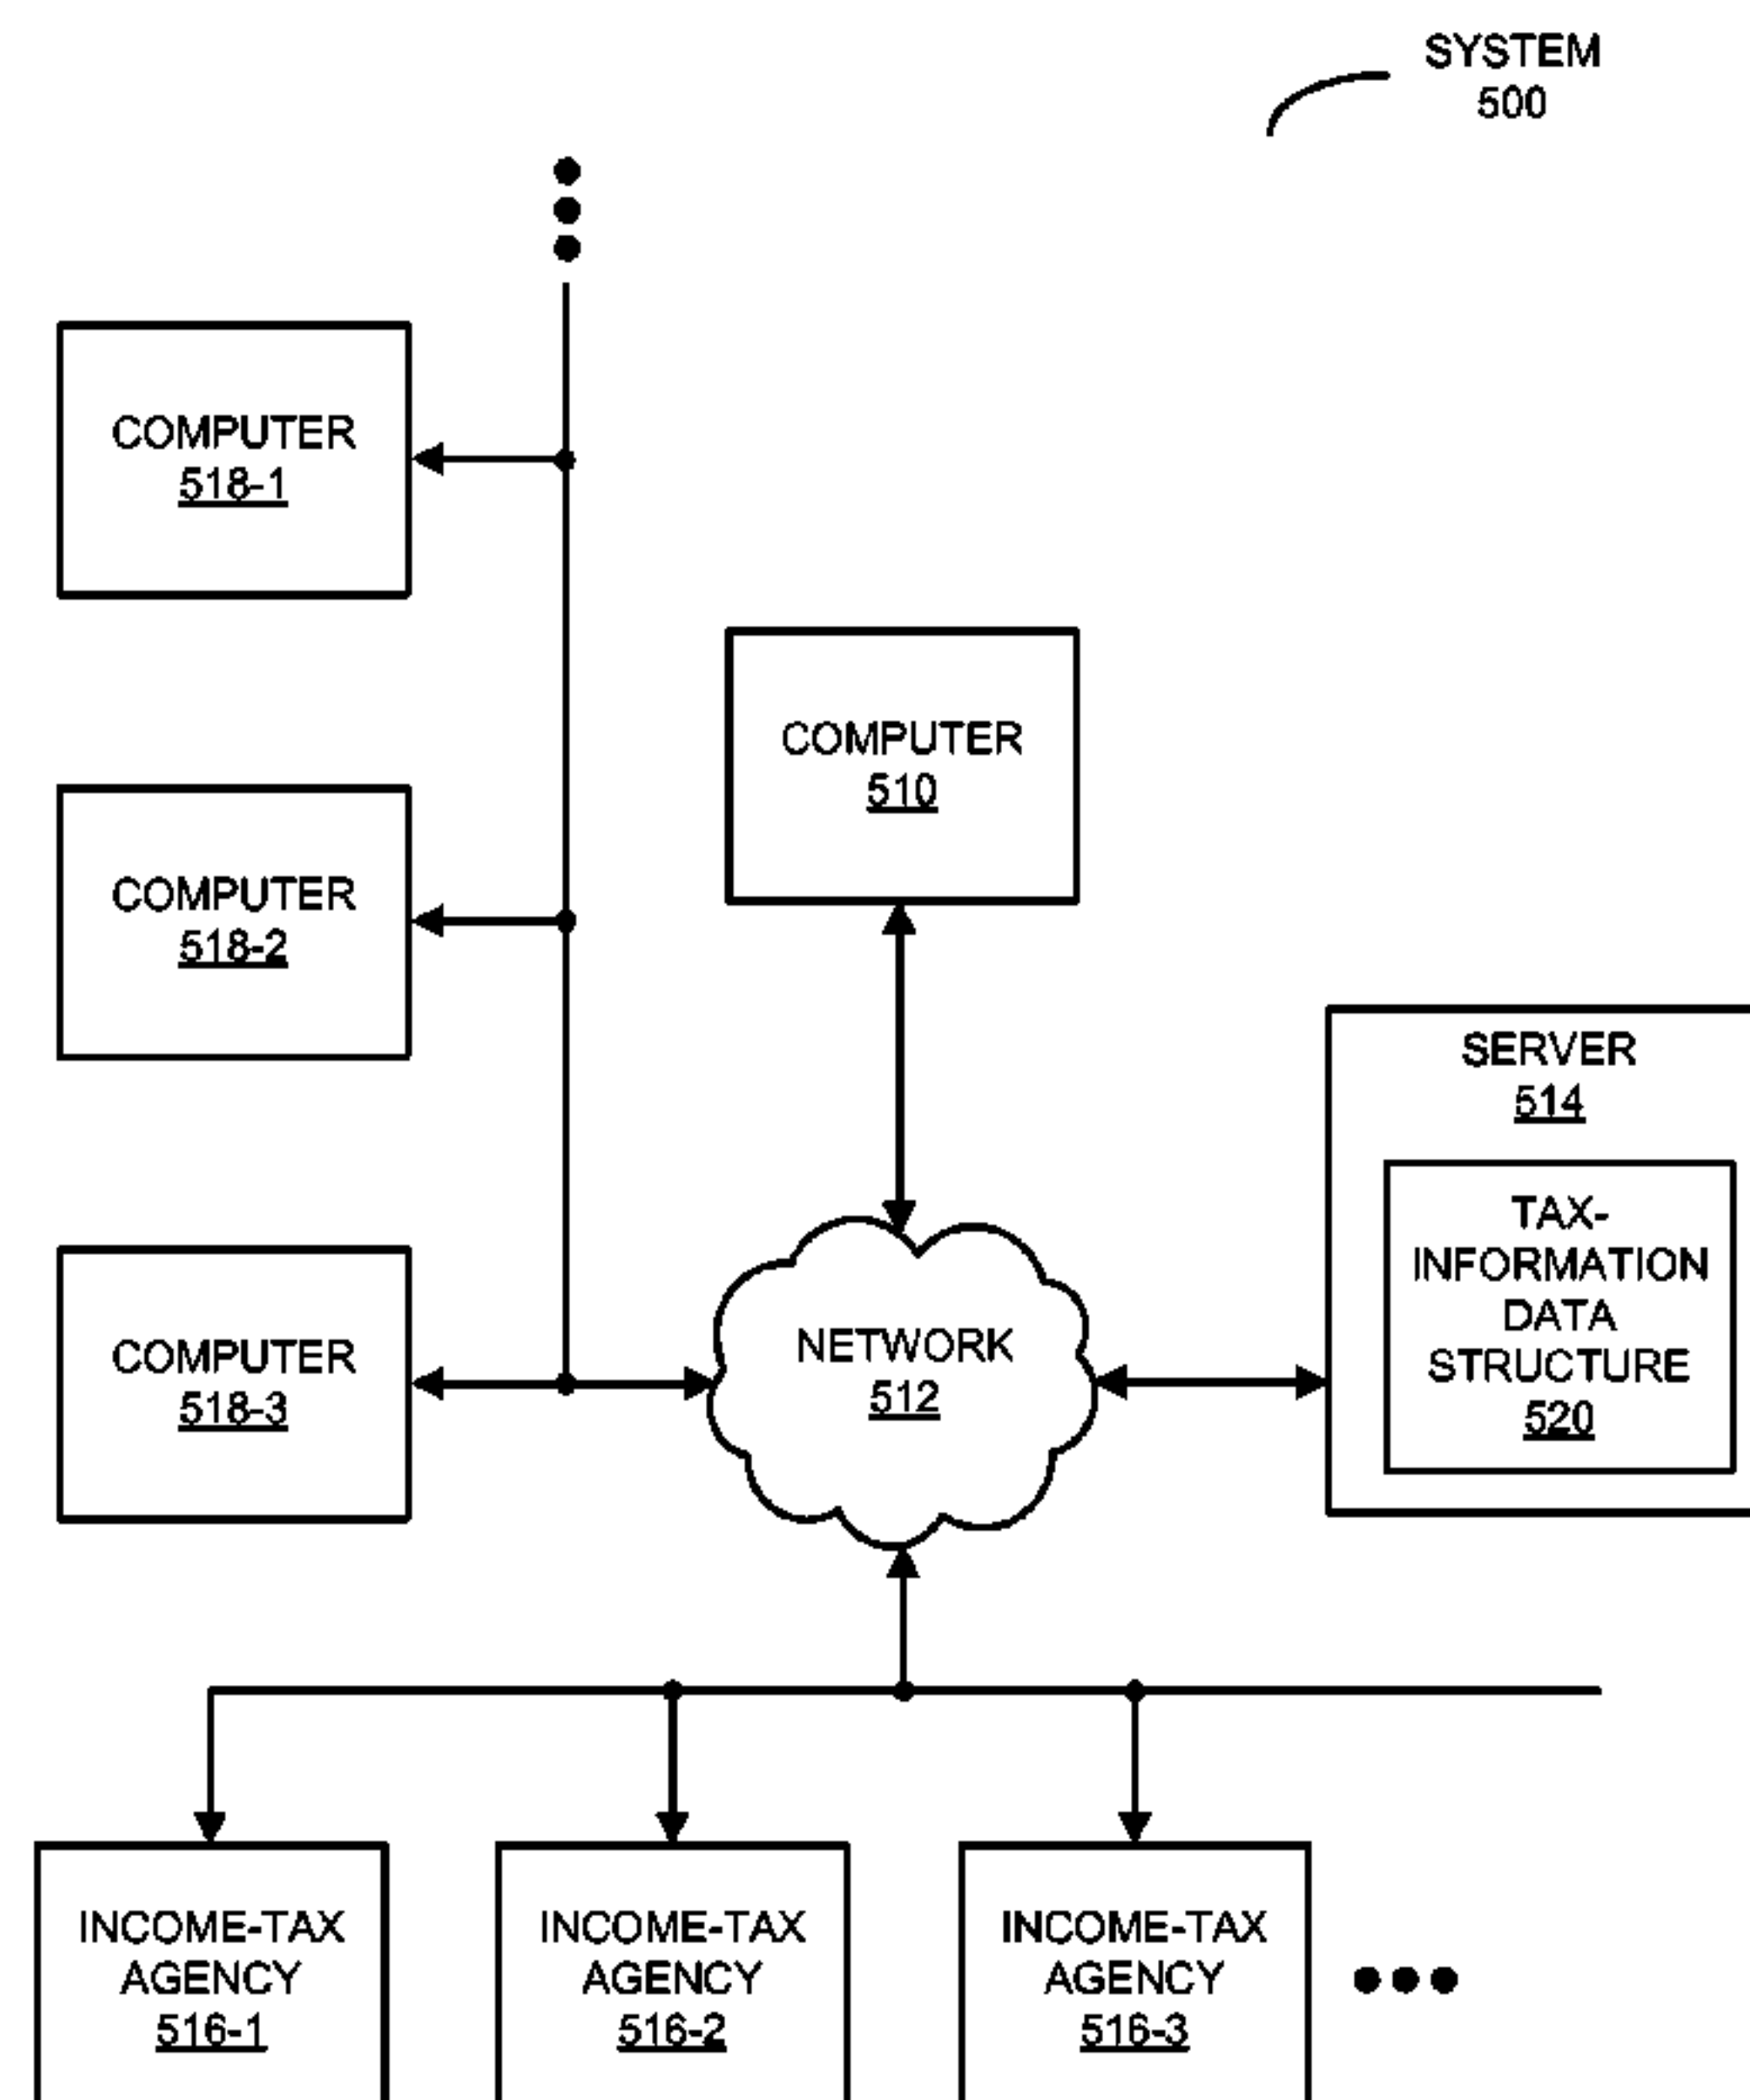 SYSTEM
500
COMPUTER
518-1
COMPUTER
510
COMPUTER
518-2
SERVER
514
TAX-
INFORMATION
DATA
STRUCTURE
520
COMPUTER
518-3
NETWORK
512
INCOME-TAX
AGENCY
516-1
INCOME-TAX
AGENCY
516-2
INCOME-TAX
AGENCY
516-3